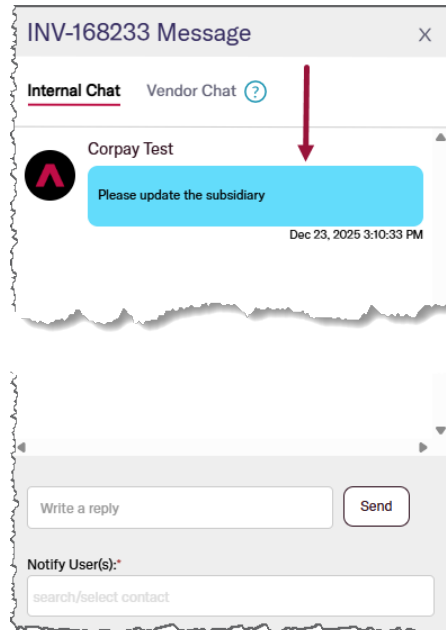 INV-168233 Message X
Internal Chat Vendor Chat ?
Corpay Test
Please update the subsidiary
Dec 23, 2025 3:10:33 PM
Write a reply Send
Notify User(s):*
search/select contact